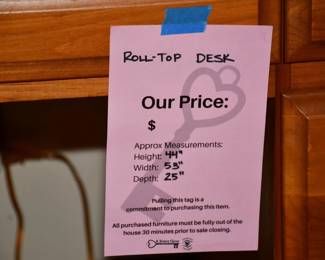 ROLL-TOP DESK
Our Price:
$
Approx Measurements:
Height: 44"
Width: 53"
Depth: 25"
Pulling this tag is a
commitment to purchasing this item.
All purchased furniture must be fully out of the
house 30 minutes prior to sale closing.